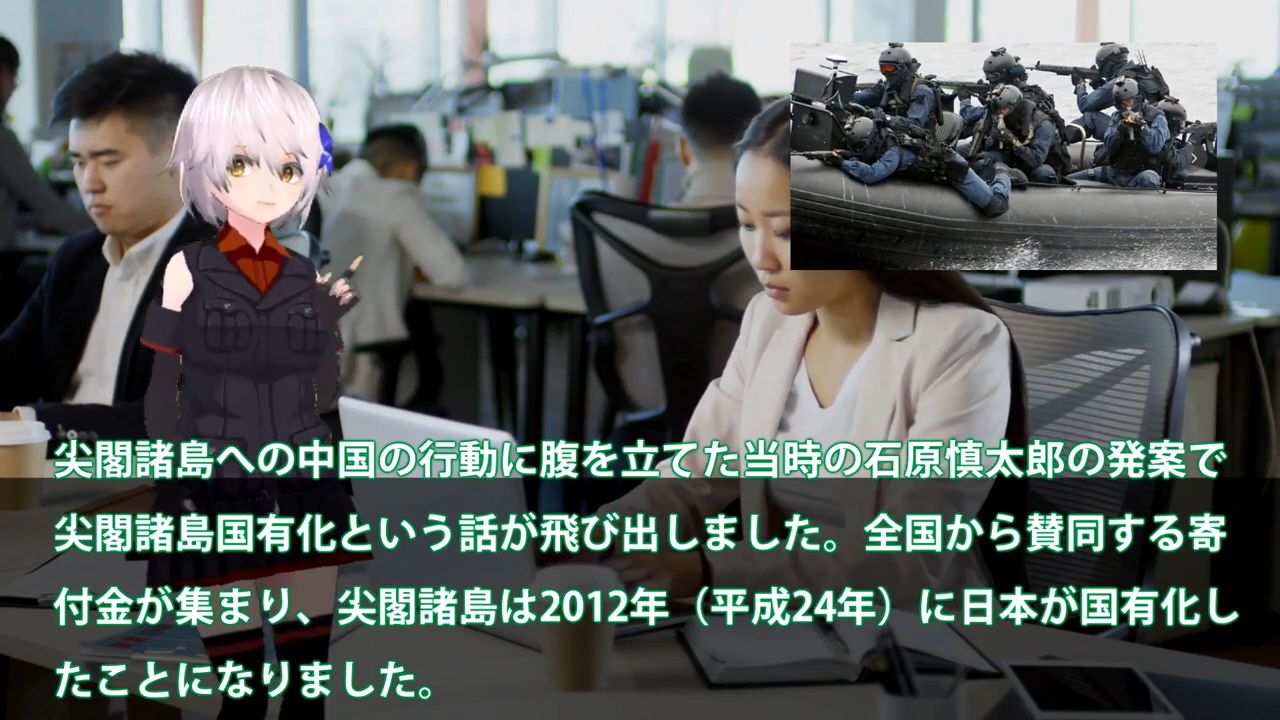 尖閣諸島への中国の行動に腹を立てた当時の石原慎太郎の発案で
尖閣諸島国有化という話が飛び出しました。全国から賛同する寄
付金が集まり、尖閣諸島は2012年（平成24年）に日本が国有化し
たことになりました。